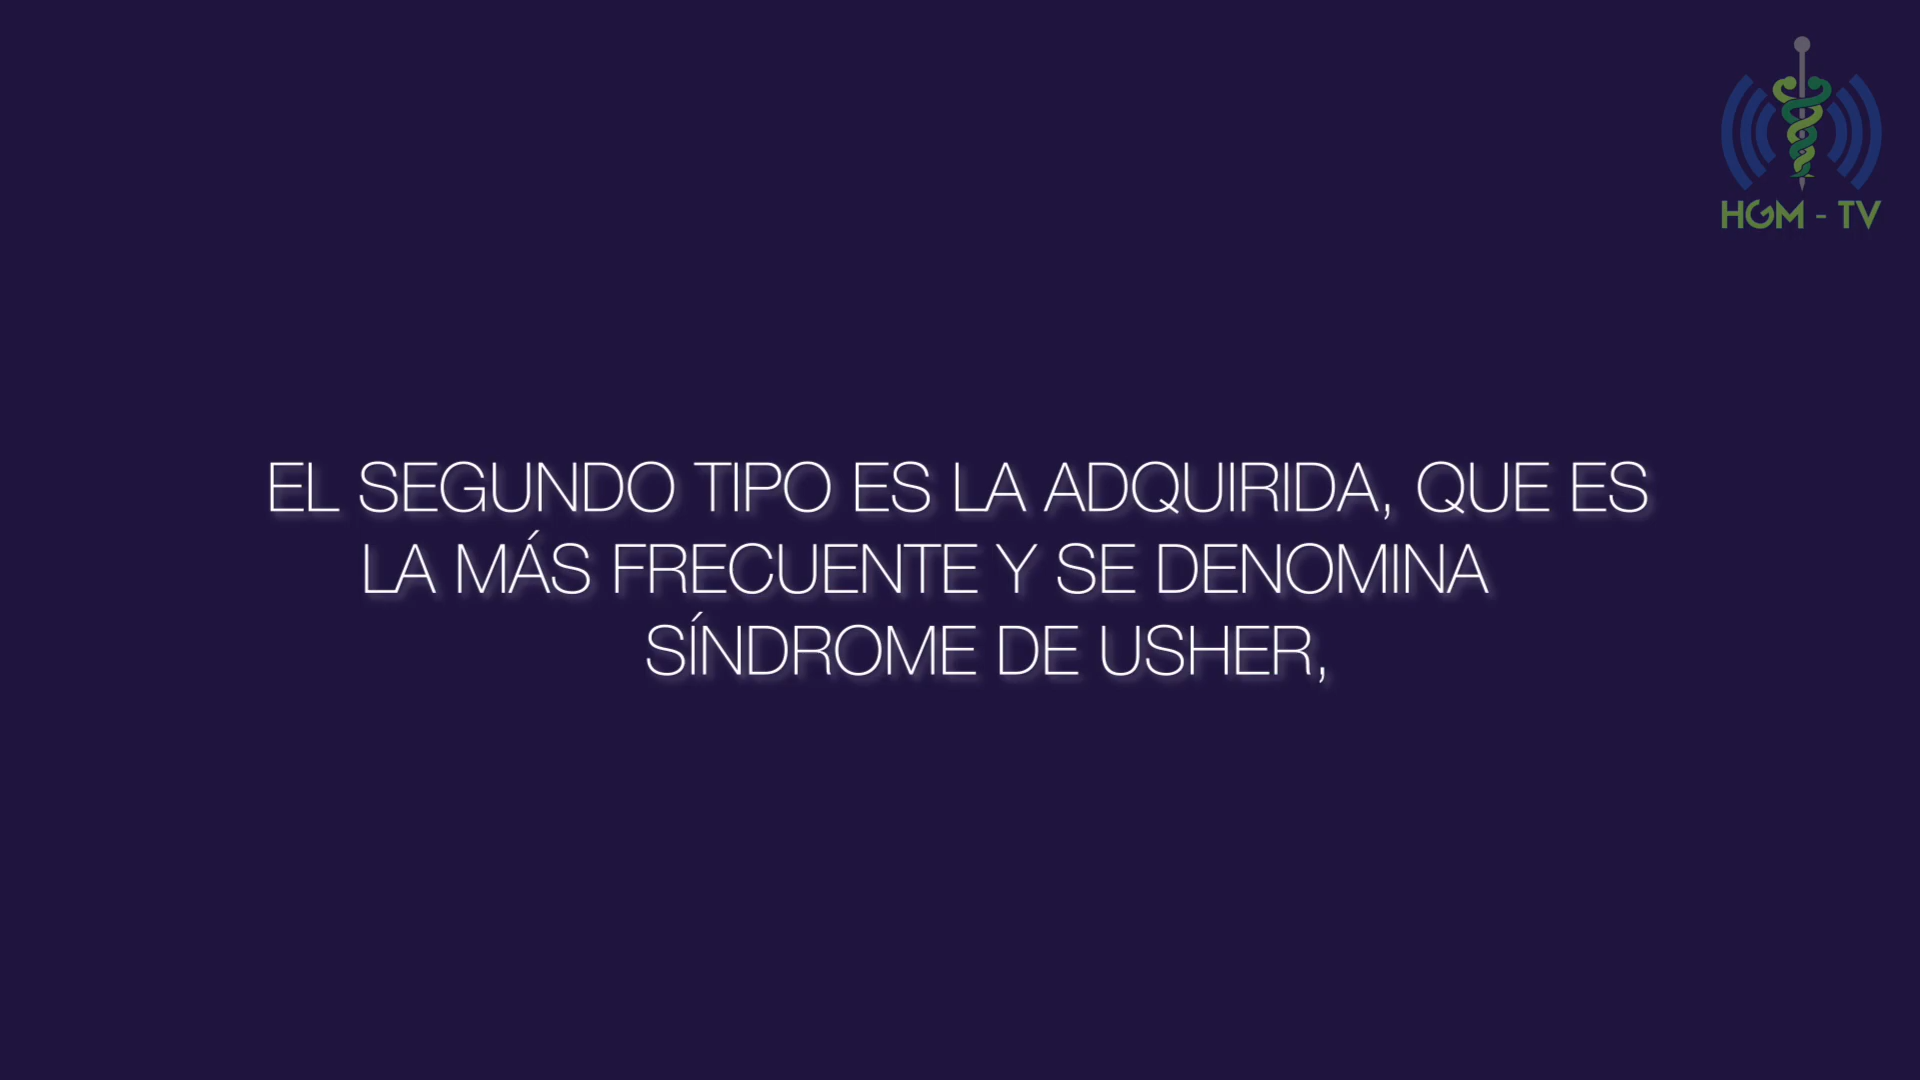 HGM - TV
EL SEGUNDO TIPO ES LA ADQUIRIDA, QUE ES
LA MÁS FRECUENTE Y SE DENOMINA
SÍNDROME DE USHER,